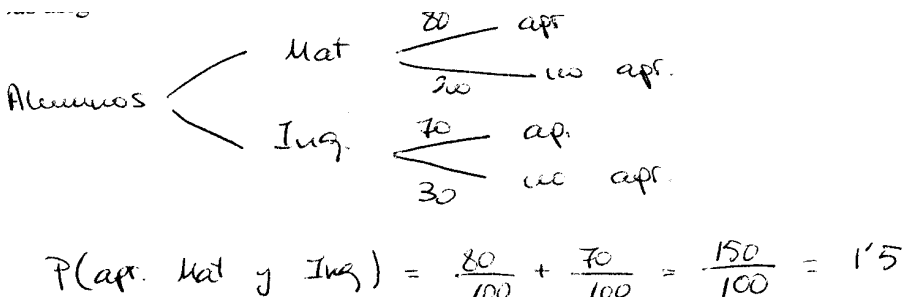 80 apr
Mat
20 no apr.
Alumnos
70 ap.
Ing.
30 no apr.
P(apr. Mat y Ing) = 80/100 + 70/100 = 150/100 = 1'5